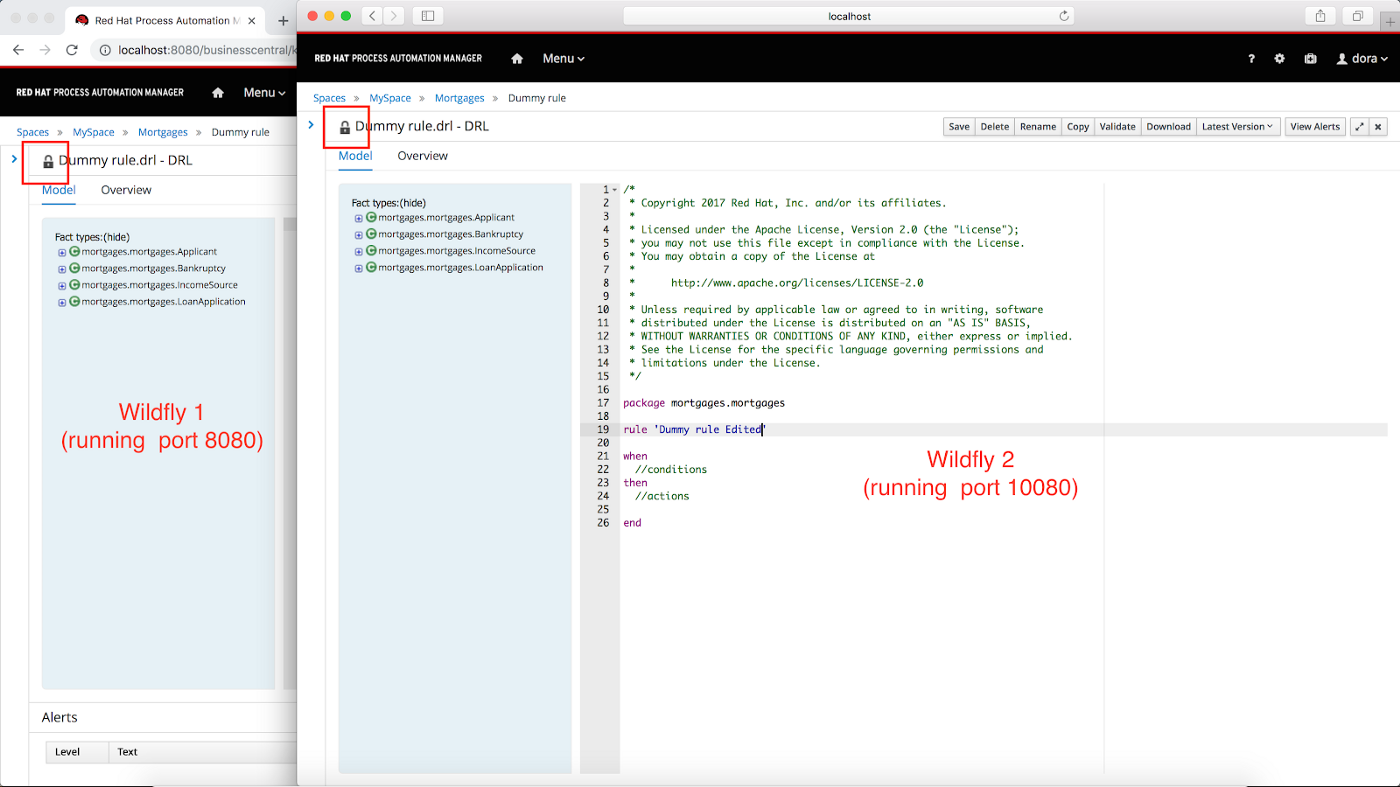 Red Hat Process Automation M
localhost:8080/businesscentral/k
RED HAT PROCESS AUTOMATION MANAGER
Menu
Spaces » MySpace » Mortgages » Dummy rule
Dummy rule.drl - DRL
Model Overview
Fact types:(hide)
mortgages.mortgages.Applicant
mortgages.mortgages.Bankruptcy
mortgages.mortgages.IncomeSource
mortgages.mortgages.LoanApplication
Wildfly 1
(running port 8080)
Alerts
Level Text
localhost
RED HAT PROCESS AUTOMATION MANAGER
Menu
? dora
Spaces » MySpace » Mortgages » Dummy rule
Dummy rule.drl - DRL
Save Delete Rename Copy Validate Download Latest Version View Alerts
Model Overview
Fact types:(hide)
mortgages.mortgages.Applicant
mortgages.mortgages.Bankruptcy
mortgages.mortgages.IncomeSource
mortgages.mortgages.LoanApplication
1 /*
2 * Copyright 2017 Red Hat, Inc. and/or its affiliates.
3 *
4 * Licensed under the Apache License, Version 2.0 (the "License");
5 * you may not use this file except in compliance with the License.
6 * You may obtain a copy of the License at
7 *
8 * http://www.apache.org/licenses/LICENSE-2.0
9 *
10 * Unless required by applicable law or agreed to in writing, software
11 * distributed under the License is distributed on an "AS IS" BASIS,
12 * WITHOUT WARRANTIES OR CONDITIONS OF ANY KIND, either express or implied.
13 * See the License for the specific language governing permissions and
14 * limitations under the License.
15 */
16
17 package mortgages.mortgages
18
19 rule 'Dummy rule Edited'
20
21 when
22 //conditions
23 then
24 //actions
25
26 end
Wildfly 2
(running port 10080)